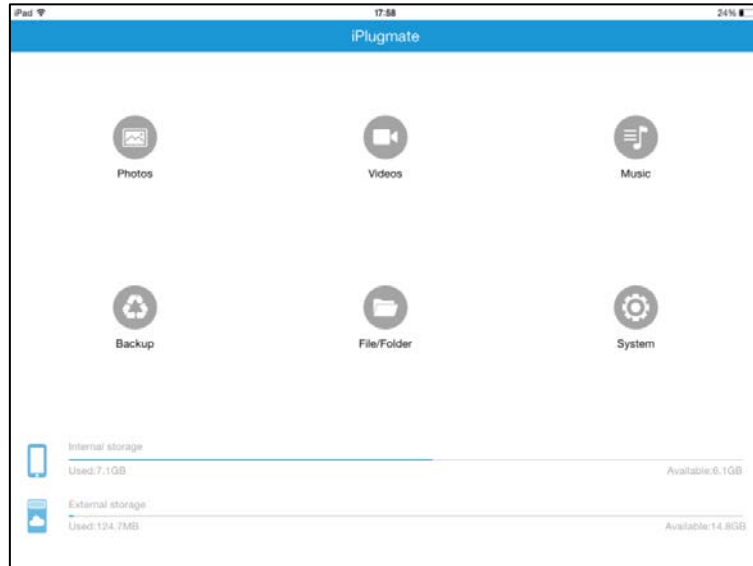 iPad 17:58 24%
iPlugmate
Photos Videos Music
Backup File/Folder System
Internal storage
Used:7.1GB Available:6.1GB
External storage
Used:124.7MB Available:14.8GB